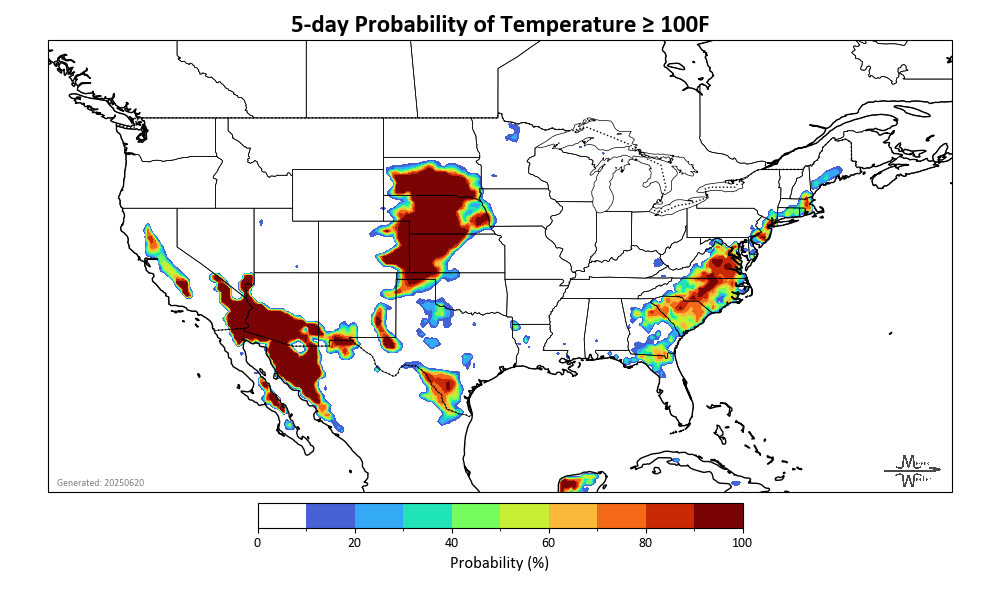 5-day Probability of Temperature ≥ 100F
Generated: 20250620
0 20 40 60 80 100
Probability (%)